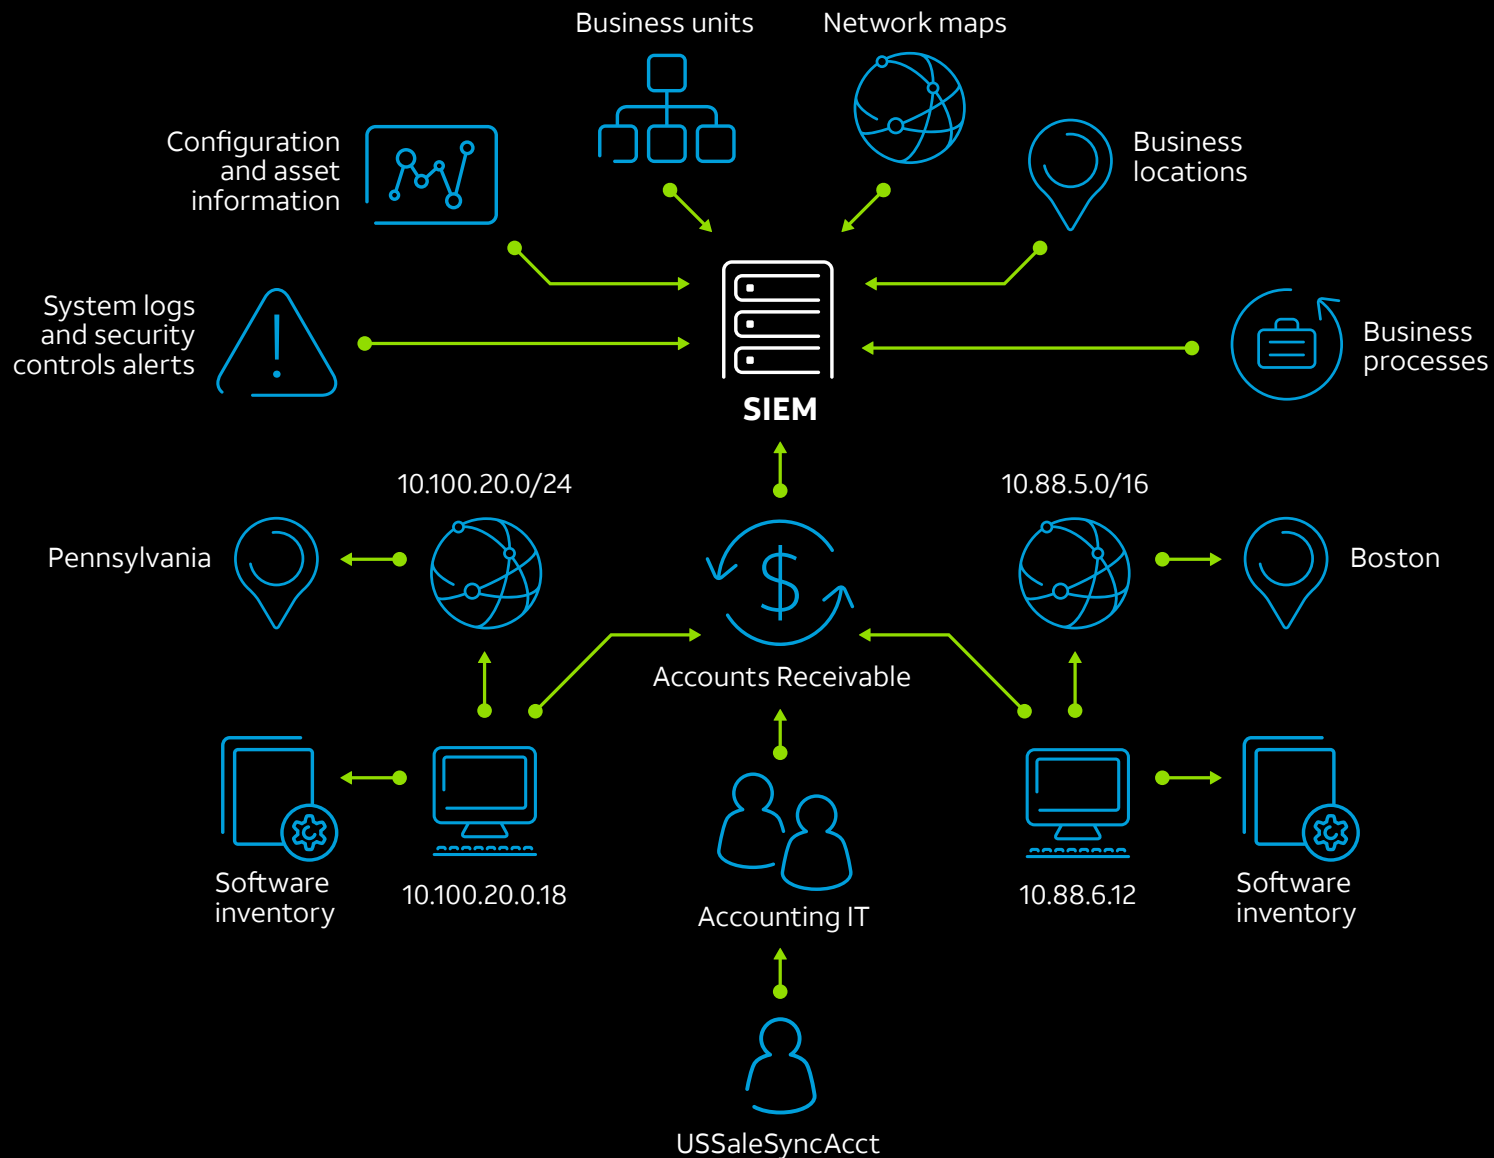 Business units
Network maps
Configuration
and asset
information
Business
locations
System logs
and security
controls alerts
Business
processes
SIEM
10.100.20.0/24
10.88.5.0/16
Pennsylvania
Boston
Accounts Receivable
Software
inventory
10.100.20.0.18
Accounting IT
10.88.6.12
Software
inventory
USSaleSyncAcct